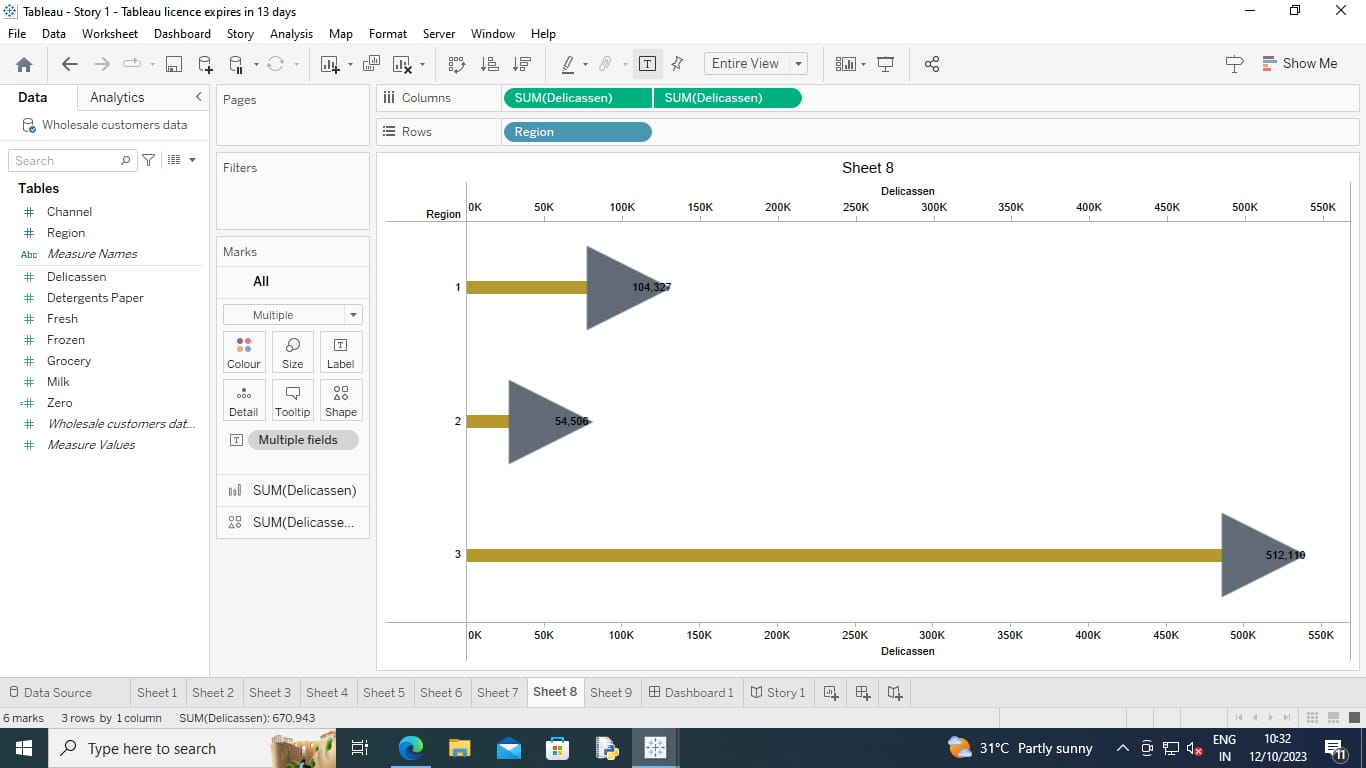 Tableau - Story 1 - Tableau licence expires in 13 days
File Data Worksheet Dashboard Story Analysis Map Format Server Window Help
Entire View
Show Me
Data Analytics
Wholesale customers data
Search
Tables
Channel
Region
Abc Measure Names
Delicassen
Detergents Paper
Fresh
Frozen
Grocery
Milk
Zero
Wholesale customers dat...
Measure Values
Pages
Filters
Marks
All
Multiple
Colour Size Label
Detail Tooltip Shape
Multiple fields
SUM(Delicassen)
SUM(Delicasse...
Columns SUM(Delicassen) SUM(Delicassen)
Rows Region
Sheet 8
Delicassen
Region 0K 50K 100K 150K 200K 250K 300K 350K 400K 450K 500K 550K
1 104,327
2 54,506
3 512,110
0K 50K 100K 150K 200K 250K 300K 350K 400K 450K 500K 550K
Delicassen
Data Source Sheet 1 Sheet 2 Sheet 3 Sheet 4 Sheet 5 Sheet 6 Sheet 7 Sheet 8 Sheet 9 Dashboard 1 Story 1
6 marks 3 rows by 1 column SUM(Delicassen): 670,943
Type here to search
31°C Partly sunny
ENG
IN
10:32
12/10/2023
11